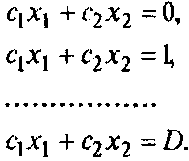 c₁x₁ + c₂x₂ = 0,
c₁x₁ + c₂x₂ = 1,
................
c₁x₁ + c₂x₂ = D.